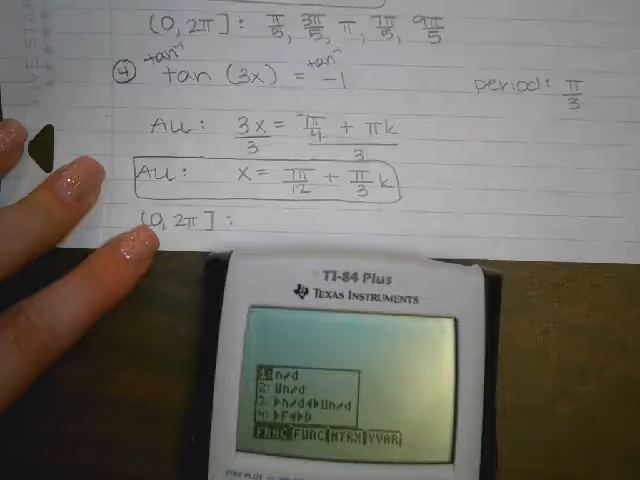 (0, 2π] : π/5, 3π/5, π, 7π/5, 9π/5
④ tan⁻¹ tan (3x) = tan⁻¹ -1
period: π/3
ALL: 3x/3 = π/4 + πk/3
ALL: x = π/12 + π/3 k
(0, 2π] :
TI-84 Plus
TEXAS INSTRUMENTS
1: n/d
2: Un/d
3: ►n/d◄►Un/d
4: ►F◄►D
FRAC FUNC MTRX YVAR